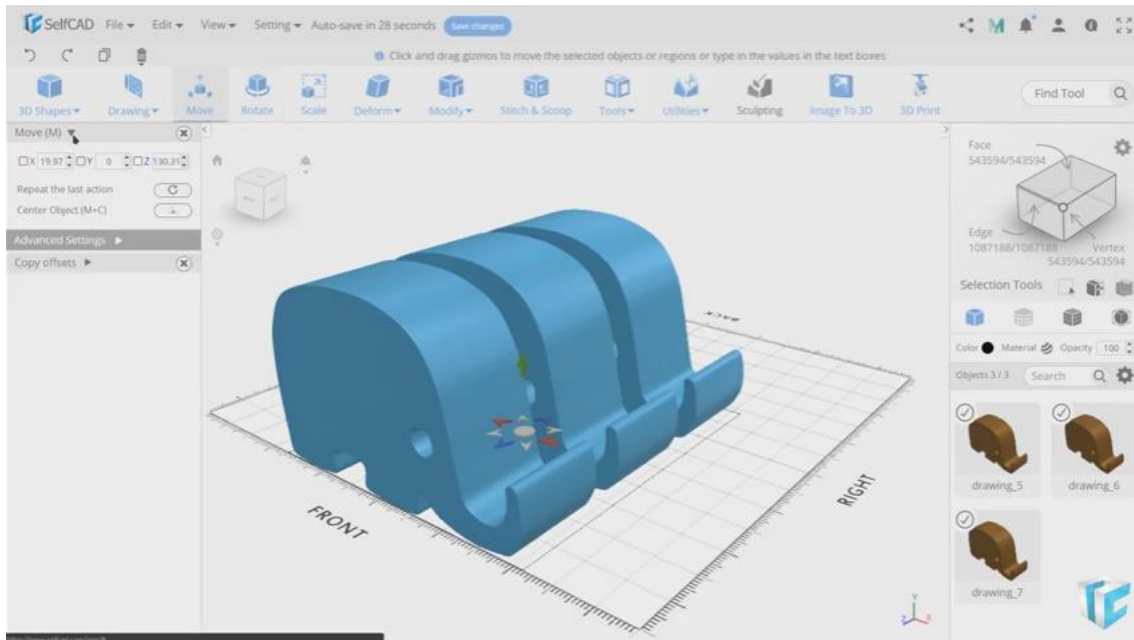 SelfCAD File Edit View Setting Auto-save in 28 seconds Save changes
Click and drag gizmos to move the selected objects or regions or type in the values in the text boxes
3D Shapes Drawing Move Rotate Scale Deform Modify Stitch & Scoop Tools Utilities Sculpting Image To 3D 3D Print Find Tool
Move (M)
X 19.97 Y 0 Z 130.31
Repeat the last action
Center Object (M+C)
Advanced Settings
Copy offsets
BACK
RIGHT
FRONT
Y
Z X
Face
543594/543594
Edge
1087188/1087188
Vertex
543594/543594
Selection Tools
Color Material Opacity 100
Objects 3 / 3 Search
drawing_5 drawing_6
drawing_7